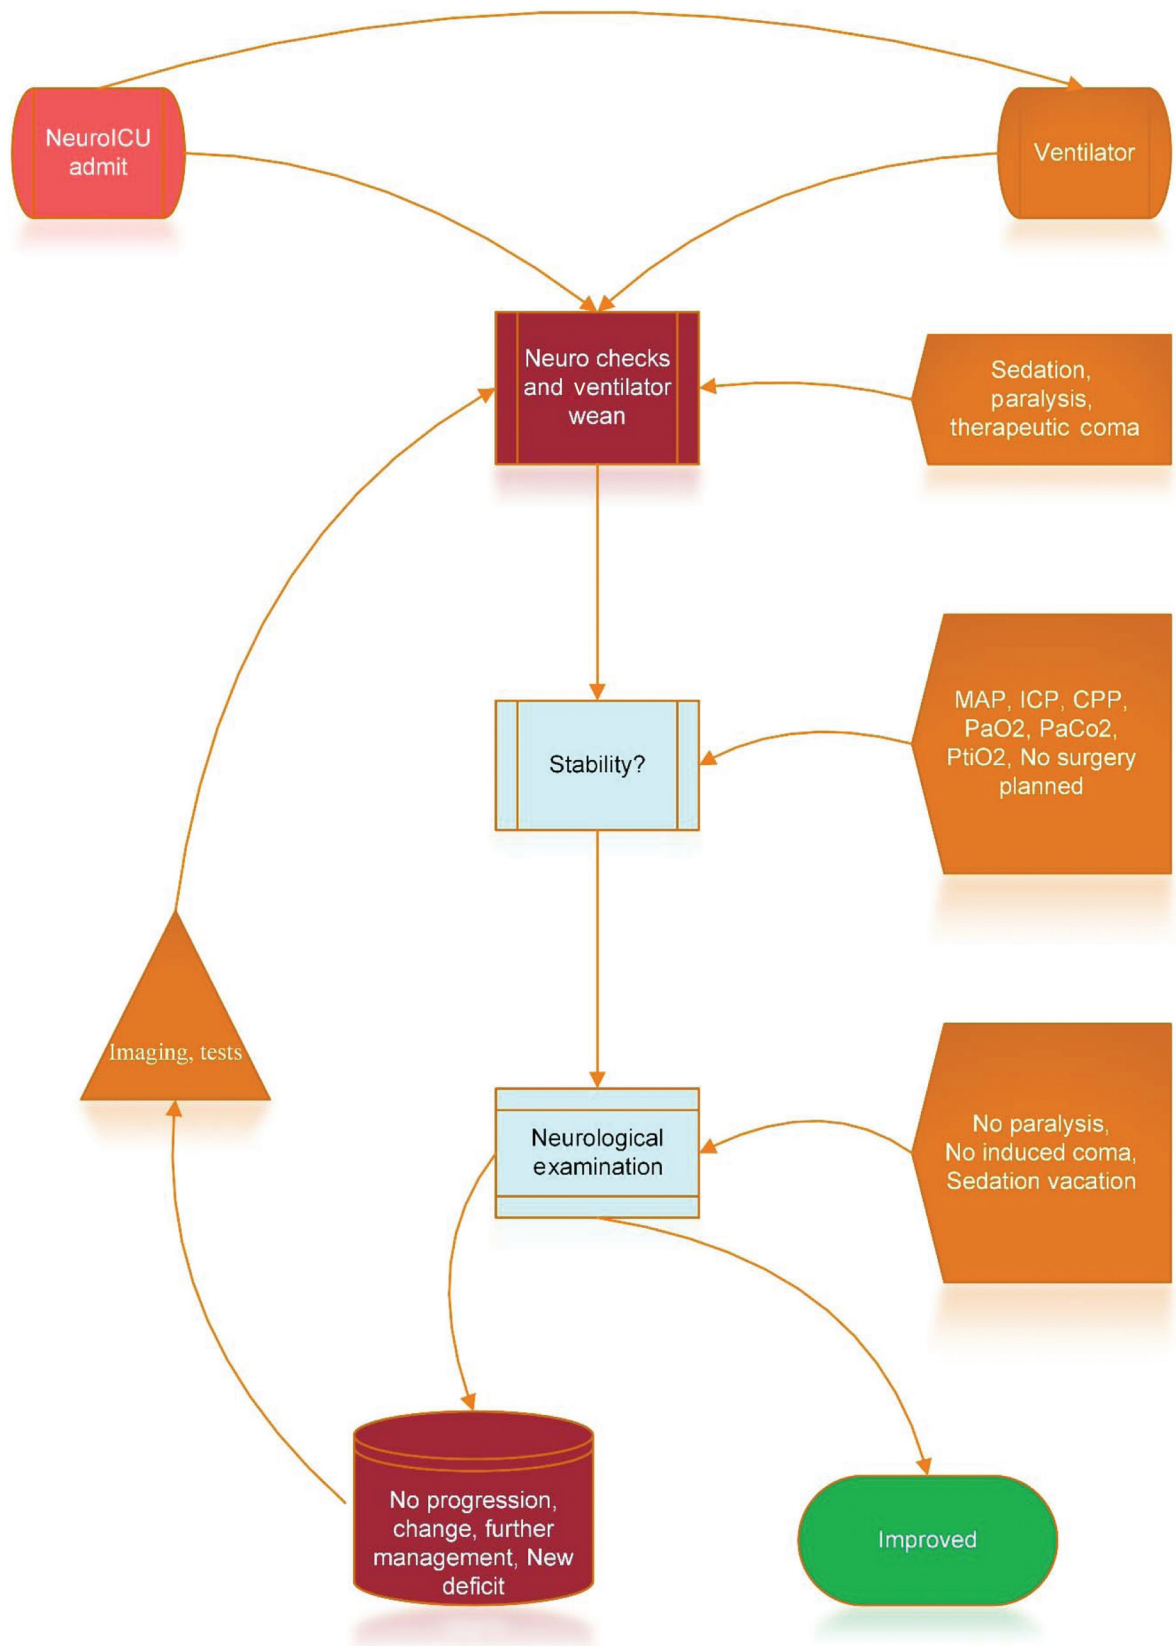 NeuroICU
admit
Ventilator
Neuro checks
and ventilator
wean
Sedation,
paralysis,
therapeutic coma
Stability?
MAP, ICP, CPP,
PaO2, PaCo2,
PtiO2, No surgery
planned
Imaging, tests
Neurological
examination
No paralysis,
No induced coma,
Sedation vacation
No progression,
change, further
management, New
deficit
Improved